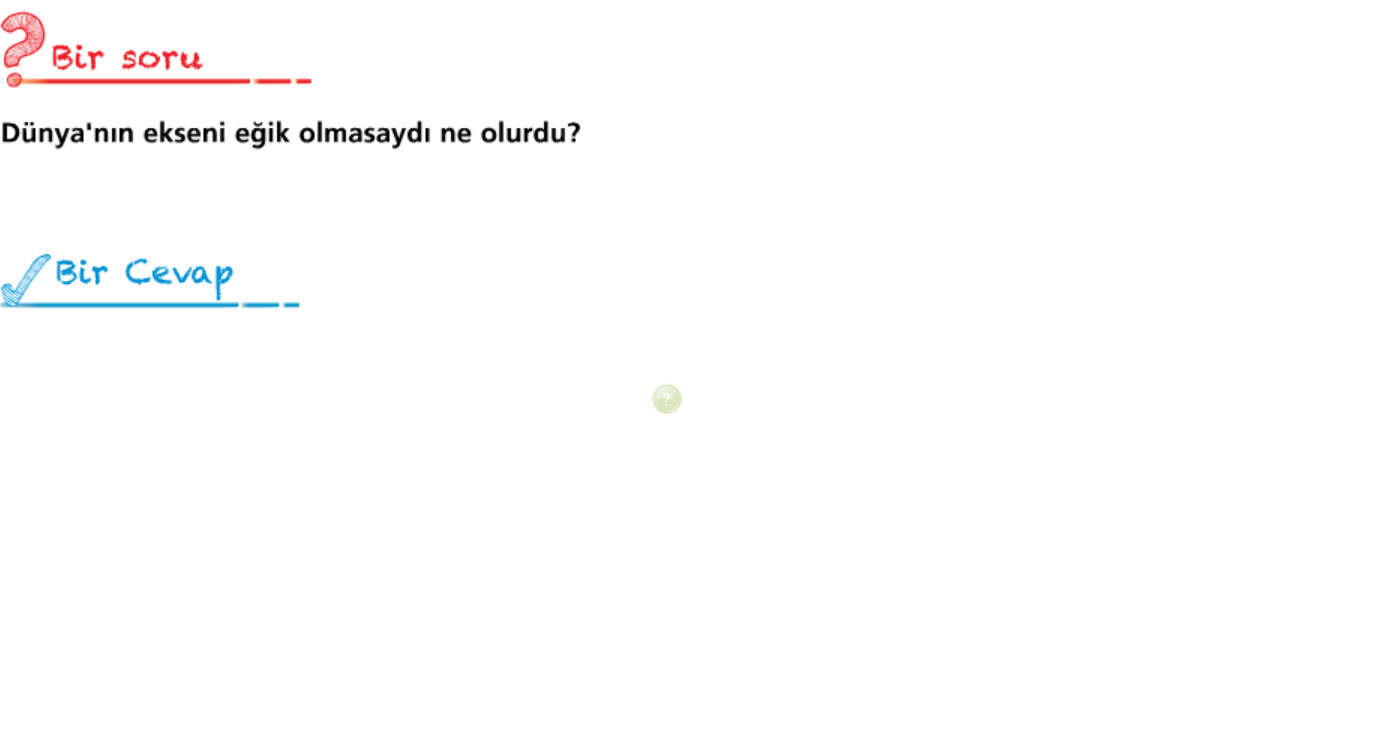 Bir soru
Dünya'nın ekseni eğik olmasaydı ne olurdu?
Bir Cevap
?